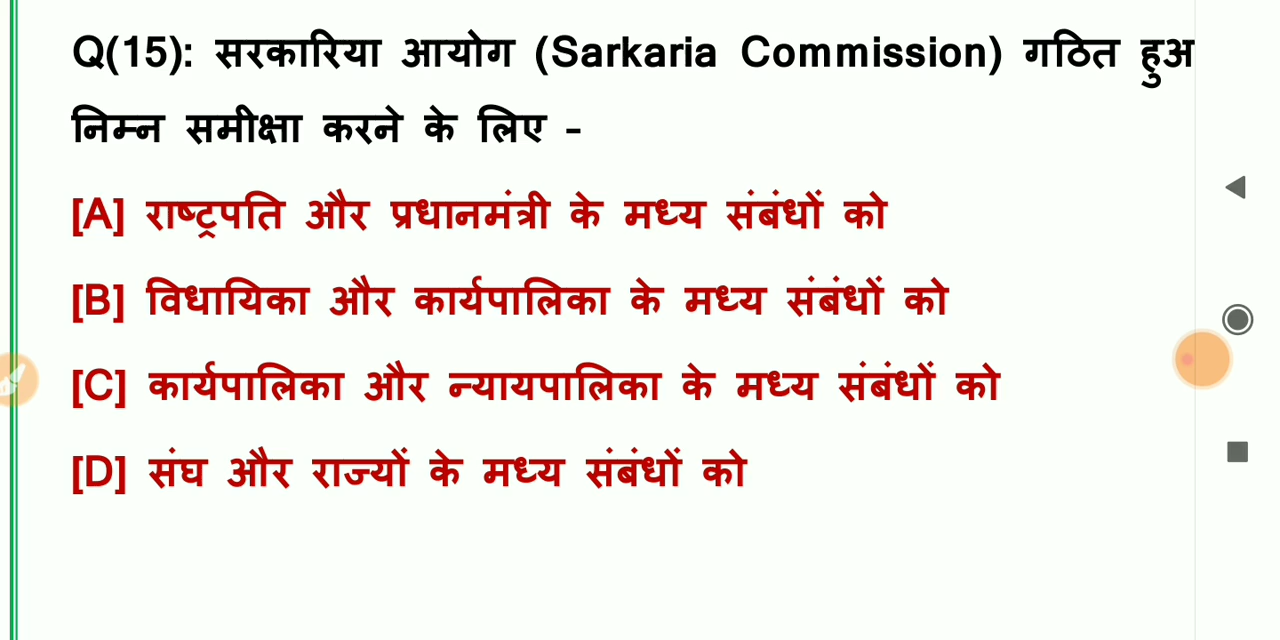 Q(15): सरकारिया आयोग (Sarkaria Commission) गठित हुअ
निम्न समीक्षा करने के लिए -
[A] राष्ट्रपति और प्रधानमंत्री के मध्य संबंधों को
[B] विधायिका और कार्यपालिका के मध्य संबंधों को
[C] कार्यपालिका और न्यायपालिका के मध्य संबंधों को
[D] संघ और राज्यों के मध्य संबंधों को